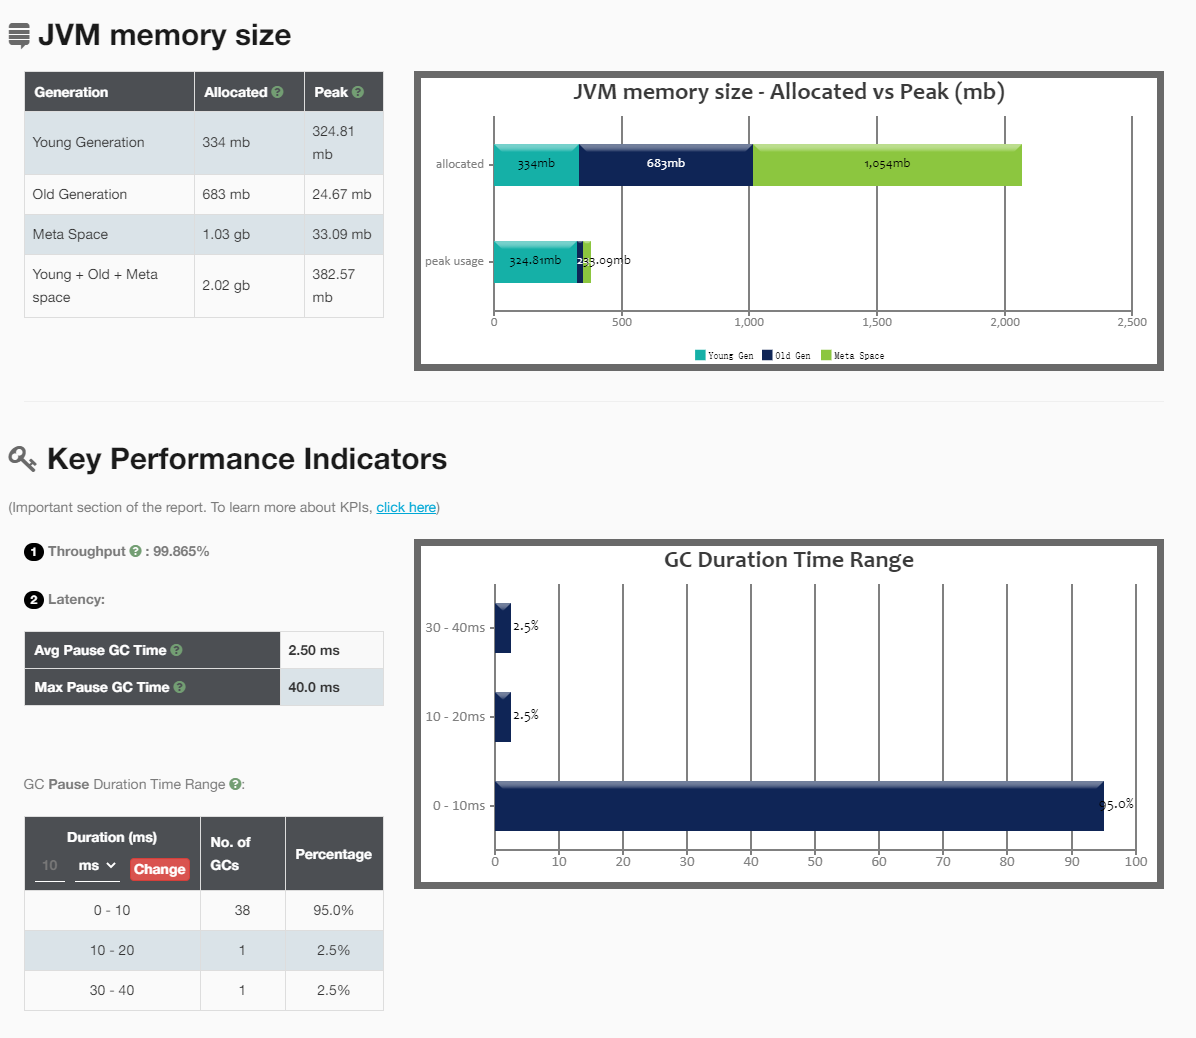 JVM memory size
Generation Allocated Peak
Young Generation 334 mb 324.81 mb
Old Generation 683 mb 24.67 mb
Meta Space 1.03 gb 33.09 mb
Young + Old + Meta space 2.02 gb 382.57 mb
JVM memory size - Allocated vs Peak (mb)
allocated 334mb 683mb 1,054mb
peak usage 324.81mb 33.09mb
0 500 1,000 1,500 2,000 2,500
Young Gen Old Gen Meta Space
Key Performance Indicators
(Important section of the report. To learn more about KPIs, click here)
1 Throughput ? : 99.865%
2 Latency:
Avg Pause GC Time ? 2.50 ms
Max Pause GC Time ? 40.0 ms
GC Pause Duration Time Range ?:
Duration (ms) 10 ms Change No. of GCs Percentage
0 - 10 38 95.0%
10 - 20 1 2.5%
30 - 40 1 2.5%
GC Duration Time Range
30 - 40ms 2.5%
10 - 20ms 2.5%
0 - 10ms 95.0%
0 10 20 30 40 50 60 70 80 90 100